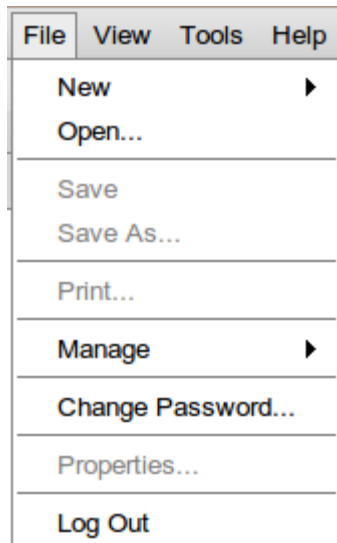 File View Tools Help
New
Open...
Save
Save As...
Print...
Manage
Change Password...
Properties...
Log Out